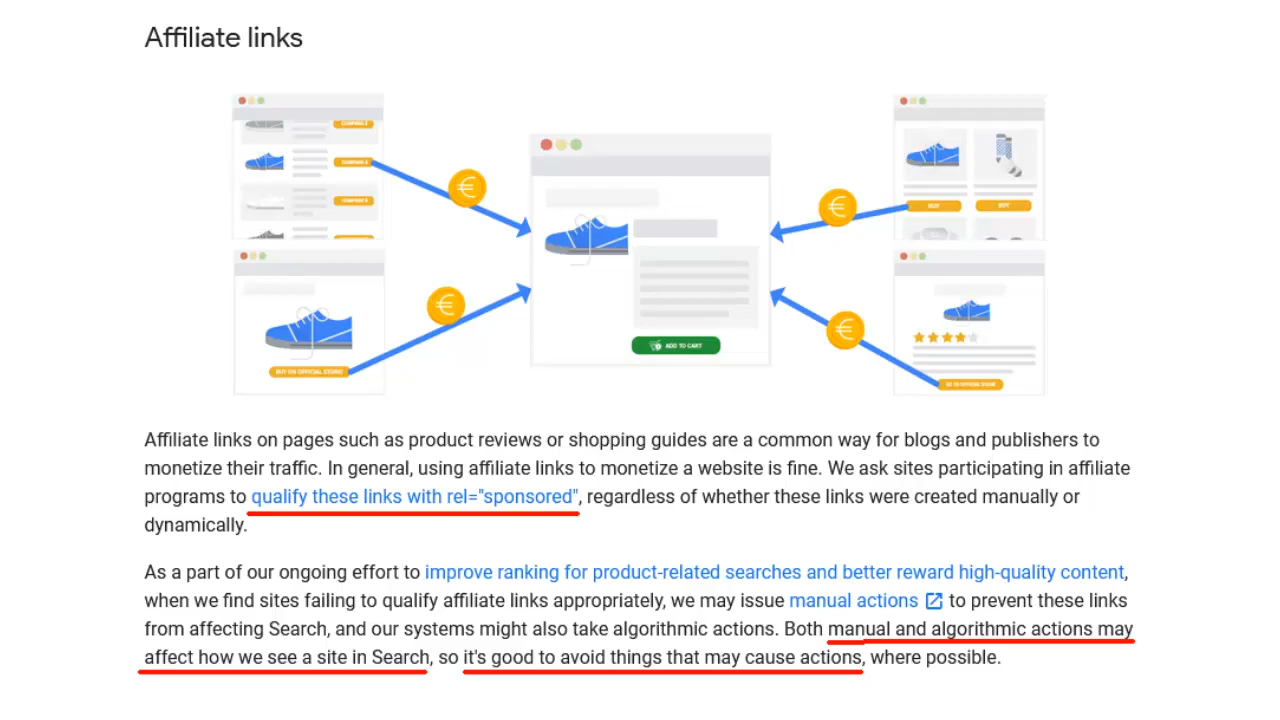 Affiliate links
BUY
BUY
ADD TO CART
BUY ON OFFICIAL STORE
GO TO OFFICIAL STORE
Affiliate links on pages such as product reviews or shopping guides are a common way for blogs and publishers to
monetize their traffic. In general, using affiliate links to monetize a website is fine. We ask sites participating in affiliate
programs to qualify these links with rel="sponsored", regardless of whether these links were created manually or
dynamically.
As a part of our ongoing effort to improve ranking for product-related searches and better reward high-quality content,
when we find sites failing to qualify affiliate links appropriately, we may issue manual actions to prevent these links
from affecting Search, and our systems might also take algorithmic actions. Both manual and algorithmic actions may
affect how we see a site in Search, so it's good to avoid things that may cause actions, where possible.